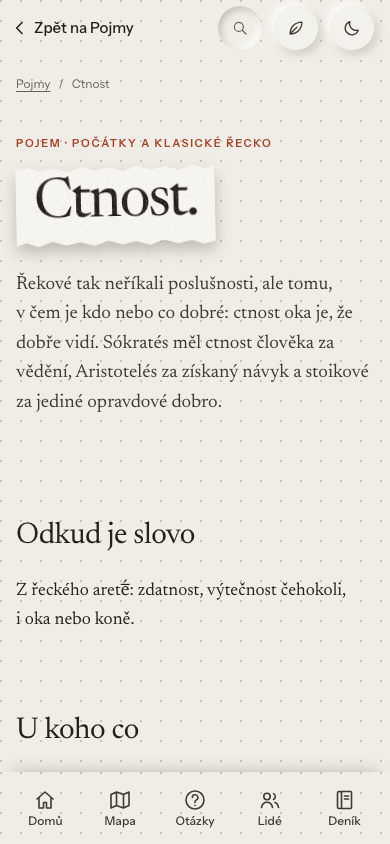 Zpět na Pojmy
Pojmy / Ctnost
POJEM · POČÁTKY A KLASICKÉ ŘECKO
Ctnost.
Řekové tak neříkali poslušnosti, ale tomu,
v čem je kdo nebo co dobré: ctnost oka je, že
dobře vidí. Sókratés měl ctnost člověka za
vědění, Aristotelés za získaný návyk a stoikové
za jediné opravdové dobro.
Odkud je slovo
Z řeckého aretḗ: zdatnost, výtečnost čehokoli,
i oka nebo koně.
U koho co
Domů Mapa Otázky Lidé Deník